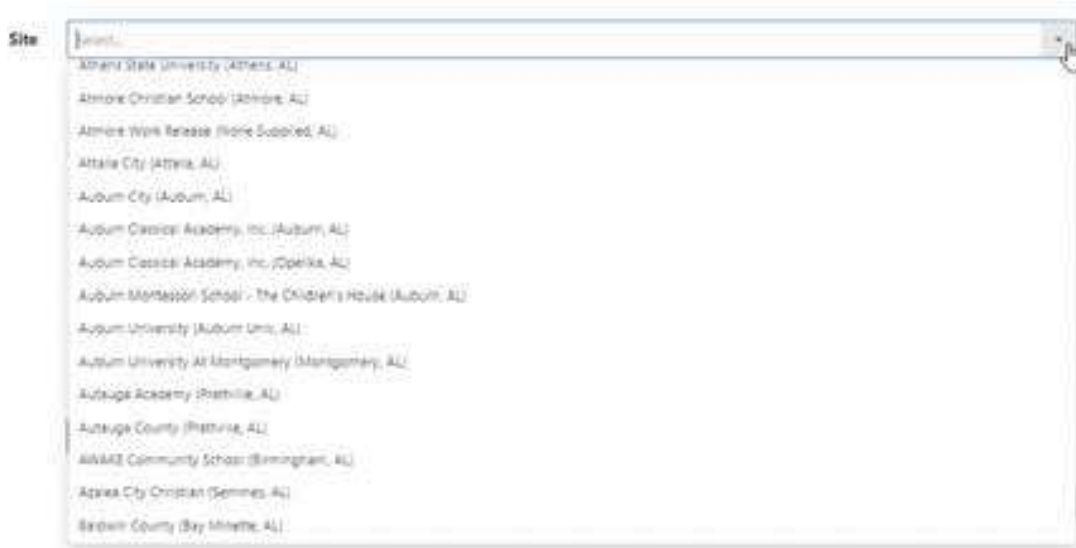 Site
Select...
Athens State University (Athens, AL)
Atmore Christian School (Atmore, AL)
Atmore Work Release (None Supplied, AL)
Attalla City (Attalla, AL)
Auburn City (Auburn, AL)
Auburn Classical Academy, Inc. (Auburn, AL)
Auburn Classical Academy, Inc. (Opelika, AL)
Auburn Montessori School - The Children's House (Auburn, AL)
Auburn University (Auburn Univ, AL)
Auburn University At Montgomery (Montgomery, AL)
Autauga Academy (Prattville, AL)
Autauga County (Prattville, AL)
AWAKE Community School (Birmingham, AL)
Azalea City Christian (Semmes, AL)
Baldwin County (Bay Minette, AL)